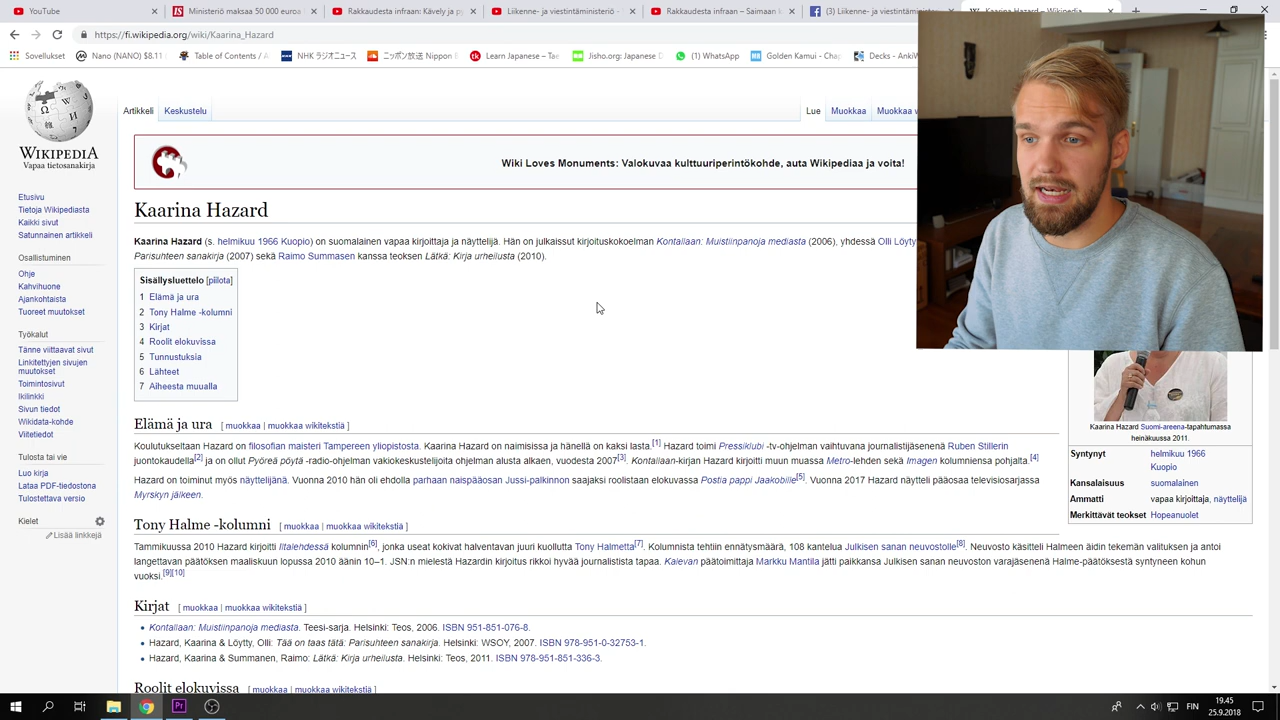 YouTube
Ministeriö maksaa 50 000 euroa
Rakkaudesta infraan: Kävely ja py
Liikenne- ja viestintäministeriö -
Rakkaudesta infraan – Saimaan k
(3) Liikenne- ja viestintäministe
Kaarina Hazard – Wikipedia
https://fi.wikipedia.org/wiki/Kaarina_Hazard
Sovellukset
Nano (NANO) $8.11
Table of Contents / A
NHK ラジオニュース
ニッポン放送 Nippon B
Learn Japanese – Tae
Jisho.org: Japanese D
(1) WhatsApp
Golden Kamui - Chap
Decks - AnkiW
WIKIPEDIA
Vapaa tietosanakirja
Artikkeli
Keskustelu
Lue
Muokkaa
Muokkaa w
Wiki Loves Monuments: Valokuvaa kulttuuriperintökohde, auta Wikipediaa ja voita!
Etusivu
Tietoja Wikipediasta
Kaikki sivut
Satunnainen artikkeli
Osallistuminen
Ohje
Kahvihuone
Ajankohtaista
Tuoreet muutokset
Työkalut
Tänne viittaavat sivut
Linkitettyjen sivujen
muutokset
Toimintosivut
Ikilinkki
Sivun tiedot
Wikidata-kohde
Viitetiedot
Tulosta tai vie
Luo kirja
Lataa PDF-tiedostona
Tulostettava versio
Kielet
Lisää linkkejä
Kaarina Hazard
Kaarina Hazard (s. helmikuu 1966 Kuopio) on suomalainen vapaa kirjoittaja ja näyttelijä. Hän on julkaissut kirjoituskokoelman Kontallaan: Muistiinpanoja mediasta (2006), yhdessä Olli Löyty
Parisuhteen sanakirja (2007) sekä Raimo Summasen kanssa teoksen Lätkä: Kirja urheilusta (2010).
Sisällysluettelo [piilota]
1 Elämä ja ura
2 Tony Halme -kolumni
3 Kirjat
4 Roolit elokuvissa
5 Tunnustuksia
6 Lähteet
7 Aiheesta muualla
Kaarina Hazard Suomi-areena-tapahtumassa
heinäkuussa 2011.
Syntynyt helmikuu 1966
Kuopio
Kansalaisuus suomalainen
Ammatti vapaa kirjoittaja, näyttelijä
Merkittävät teokset Hopeanuolet
Elämä ja ura [ muokkaa | muokkaa wikitekstiä ]
Koulutukseltaan Hazard on filosofian maisteri Tampereen yliopistosta. Kaarina Hazard on naimisissa ja hänellä on kaksi lasta.[1] Hazard toimi Pressiklubi -tv-ohjelman vaihtuvana journalistijäsenenä Ruben Stillerin
juontokaudella[2] ja on ollut Pyöreä pöytä -radio-ohjelman vakiokeskustelijoita ohjelman alusta alkaen, vuodesta 2007[3]. Kontallaan-kirjan Hazard kirjoitti muun muassa Metro-lehden sekä Imagen kolumniensa pohjalta.[4]
Hazard on toiminut myös näyttelijänä. Vuonna 2010 hän oli ehdolla parhaan naispääosan Jussi-palkinnon saajaksi roolistaan elokuvassa Postia pappi Jaakobille[5]. Vuonna 2017 Hazard näytteli pääosaa televisiosarjassa
Myrskyn jälkeen.
Tony Halme -kolumni [ muokkaa | muokkaa wikitekstiä ]
Tammikuussa 2010 Hazard kirjoitti Iltalehdessä kolumnin[6], jonka useat kokivat halventavan juuri kuollutta Tony Halmetta[7]. Kolumnista tehtiin ennätysmäärä, 108 kantelua Julkisen sanan neuvostolle[8]. Neuvosto käsitteli Halmeen äidin tekemän valituksen ja antoi
langettavan päätöksen maaliskuun lopussa 2010 äänin 10–1. JSN:n mielestä Hazardin kirjoitus rikkoi hyvää journalistista tapaa. Kalevan päätoimittaja Markku Mantila jätti paikkansa Julkisen sanan neuvoston varajäsenenä Halme-päätöksestä syntyneen kohun
vuoksi.[9][10]
Kirjat [ muokkaa | muokkaa wikitekstiä ]
Kontallaan: Muistiinpanoja mediasta. Teesi-sarja. Helsinki: Teos, 2006. ISBN 951-851-076-8.
Hazard, Kaarina & Löytty, Olli: Tää on taas tätä: Parisuhteen sanakirja. Helsinki: WSOY, 2007. ISBN 978-951-0-32753-1.
Hazard, Kaarina & Summanen, Raimo: Lätkä: Kirja urheilusta. Helsinki: Teos, 2011. ISBN 978-951-851-336-3.
Roolit elokuvissa [ muokkaa | muokkaa wikitekstiä ]
FIN
19.45
25.9.2018